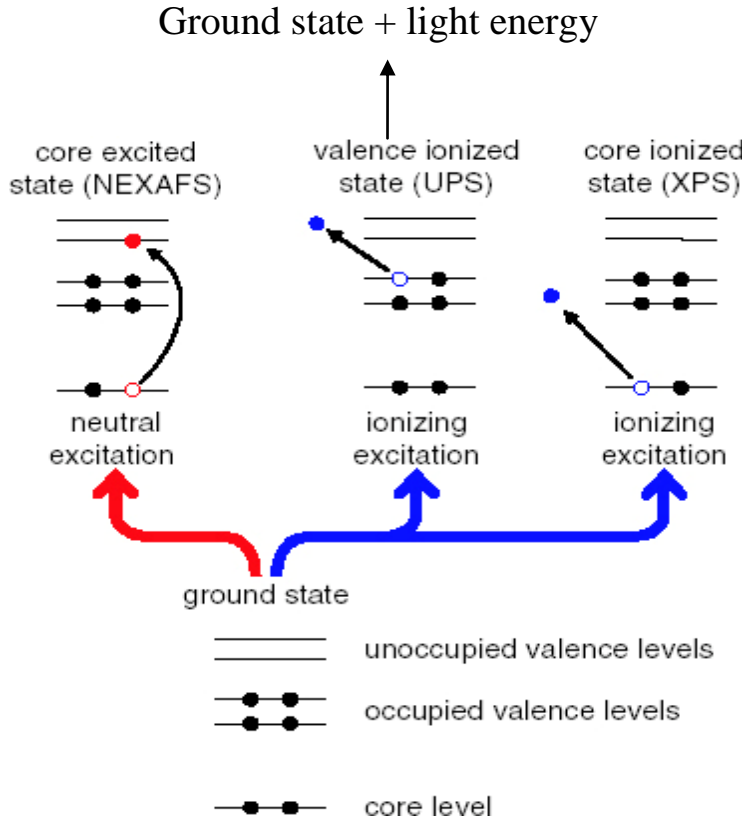 Ground state + light energy
core excited
state (NEXAFS)
valence ionized
state (UPS)
core ionized
state (XPS)
neutral
excitation
ionizing
excitation
ionizing
excitation
ground state
unoccupied valence levels
occupied valence levels
core level